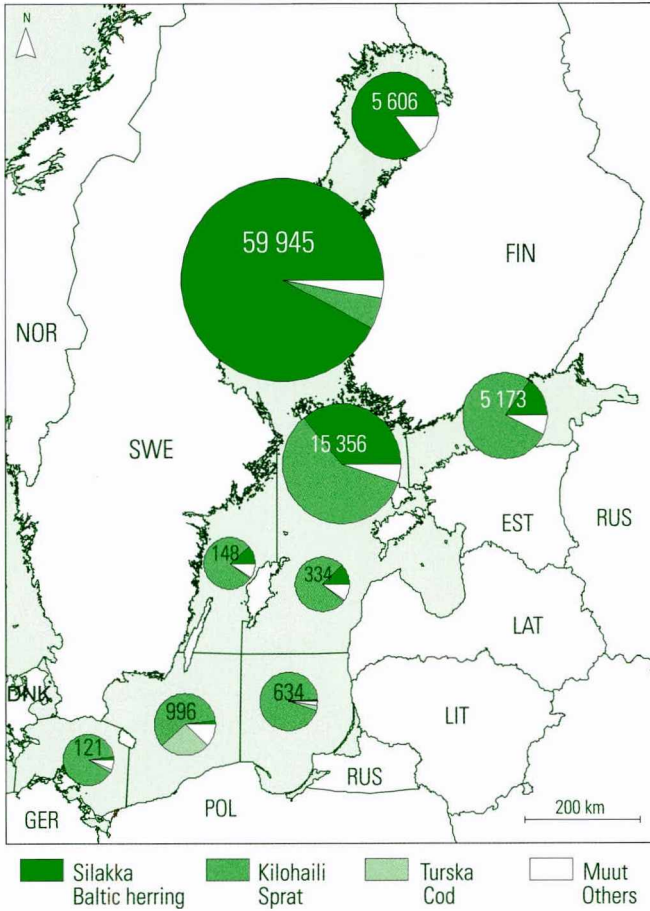 N
5 606
59 945
FIN
NOR
5 173
15 356
SWE
EST
RUS
148
334
LAT
DNK
634
996
LIT
121
RUS
200 km
GER
POL
Silakka
Baltic herring
Kilohaili
Sprat
Turska
Cod
Muut
Others